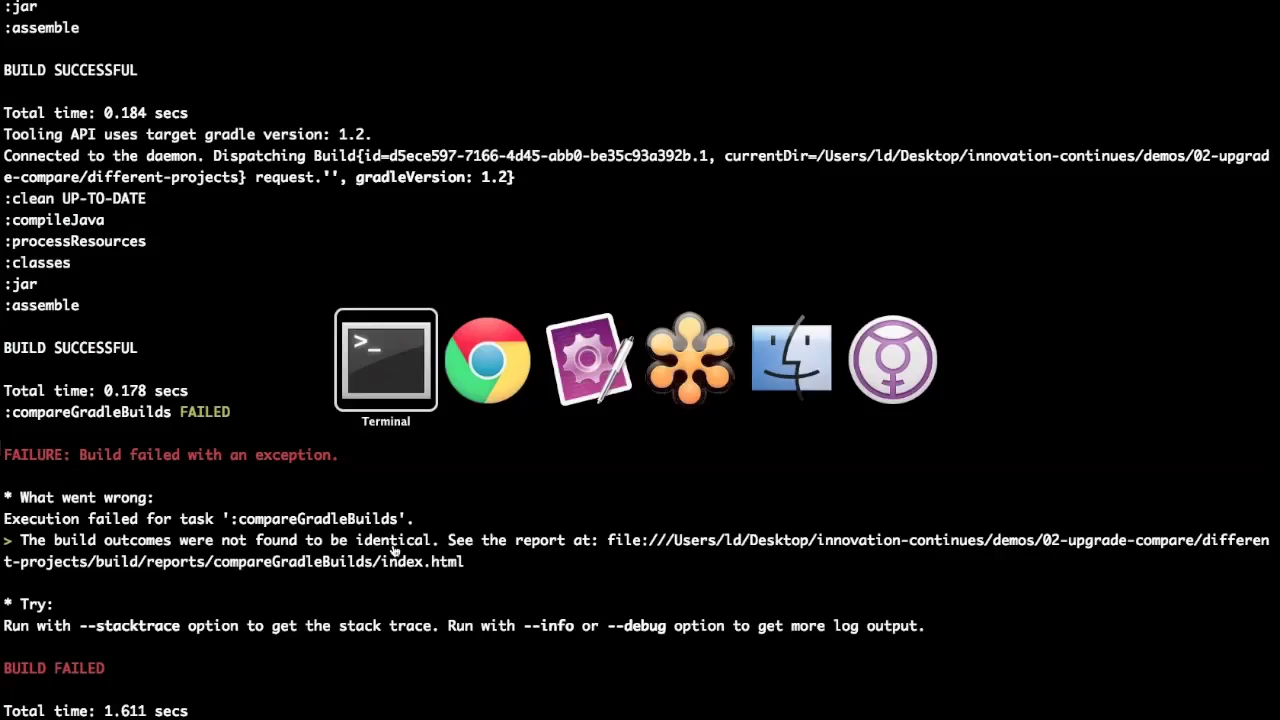 :jar
:assemble
BUILD SUCCESSFUL
Total time: 0.184 secs
Tooling API uses target gradle version: 1.2.
Connected to the daemon. Dispatching Build{id=d5ece597-7166-4d45-abb0-be35c93a392b.1, currentDir=/Users/ld/Desktop/innovation-continues/demos/02-upgrad
e-compare/different-projects} request.'', gradleVersion: 1.2}
:clean UP-TO-DATE
:compileJava
:processResources
:classes
:jar
:assemble
BUILD SUCCESSFUL
Total time: 0.178 secs
:compareGradleBuilds FAILED
>_
Terminal
FAILURE: Build failed with an exception.
* What went wrong:
Execution failed for task ':compareGradleBuilds'.
> The build outcomes were not found to be identical. See the report at: file:///Users/ld/Desktop/innovation-continues/demos/02-upgrade-compare/differen
t-projects/build/reports/compareGradleBuilds/index.html
* Try:
Run with --stacktrace option to get the stack trace. Run with --info or --debug option to get more log output.
BUILD FAILED
Total time: 1.611 secs